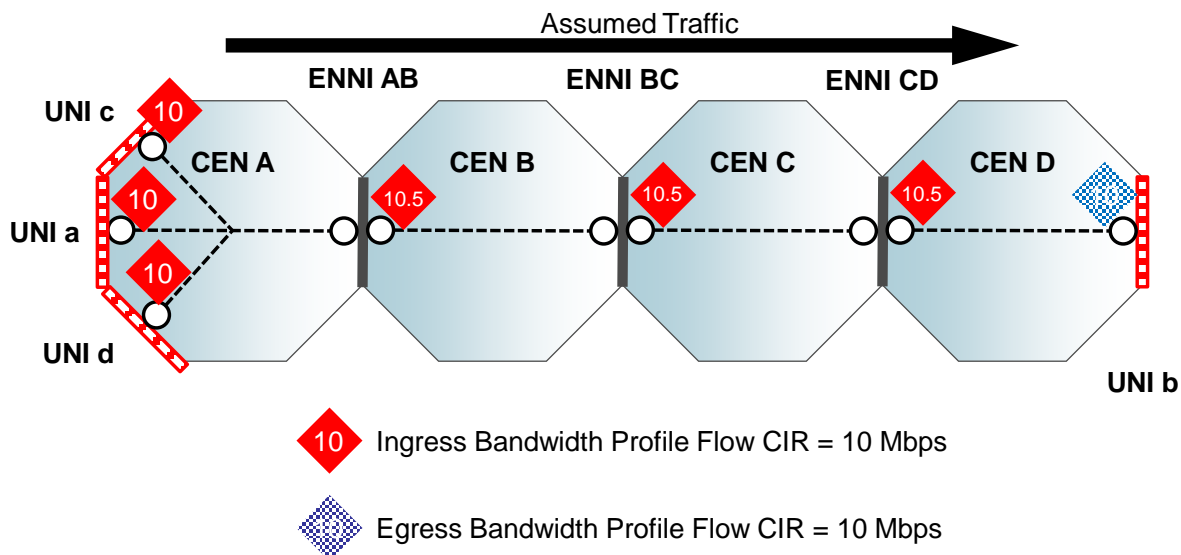 Assumed Traffic
ENNI AB
ENNI BC
ENNI CD
UNI c
10
CEN A
CEN B
CEN C
CEN D
10
10.5
10.5
10.5
UNI a
10
UNI d
UNI b
10 Ingress Bandwidth Profile Flow CIR = 10 Mbps
Egress Bandwidth Profile Flow CIR = 10 Mbps